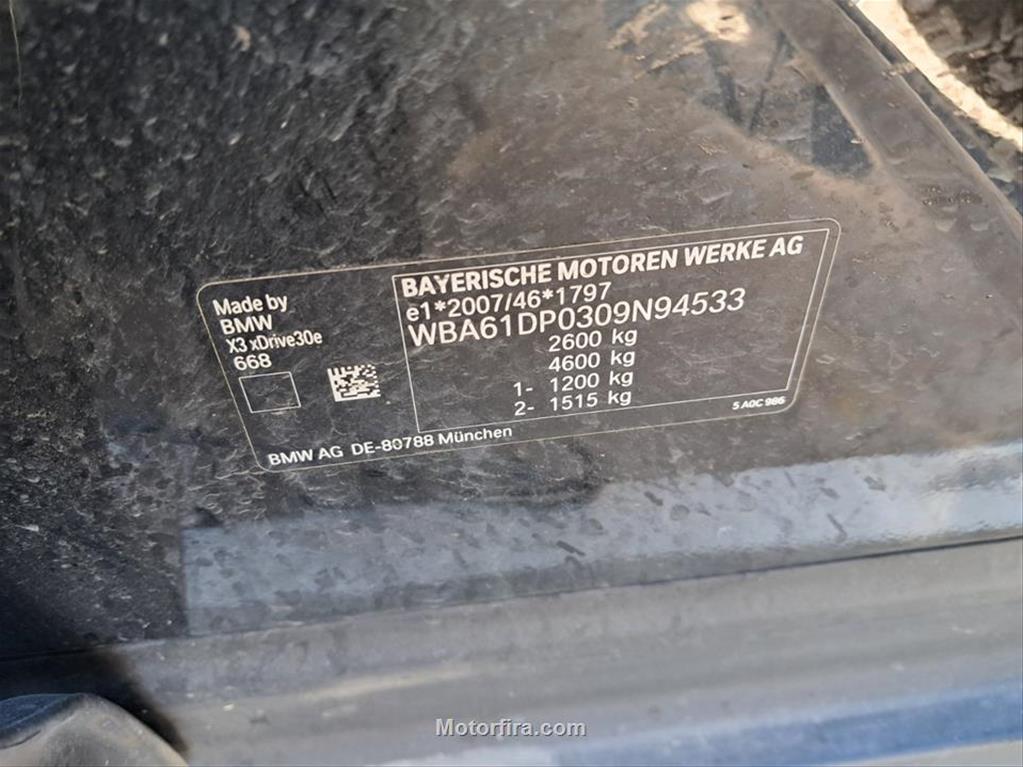 Made by
BMW
X3 xDrive30e
668
BAYERISCHE MOTOREN WERKE AG
e1*2007/46*1797
WBA61DP0309N94533
2600 kg
4600 kg
1- 1200 kg
2- 1515 kg
5 A0C 986
BMW AG DE-80788 München
Motorfira.com